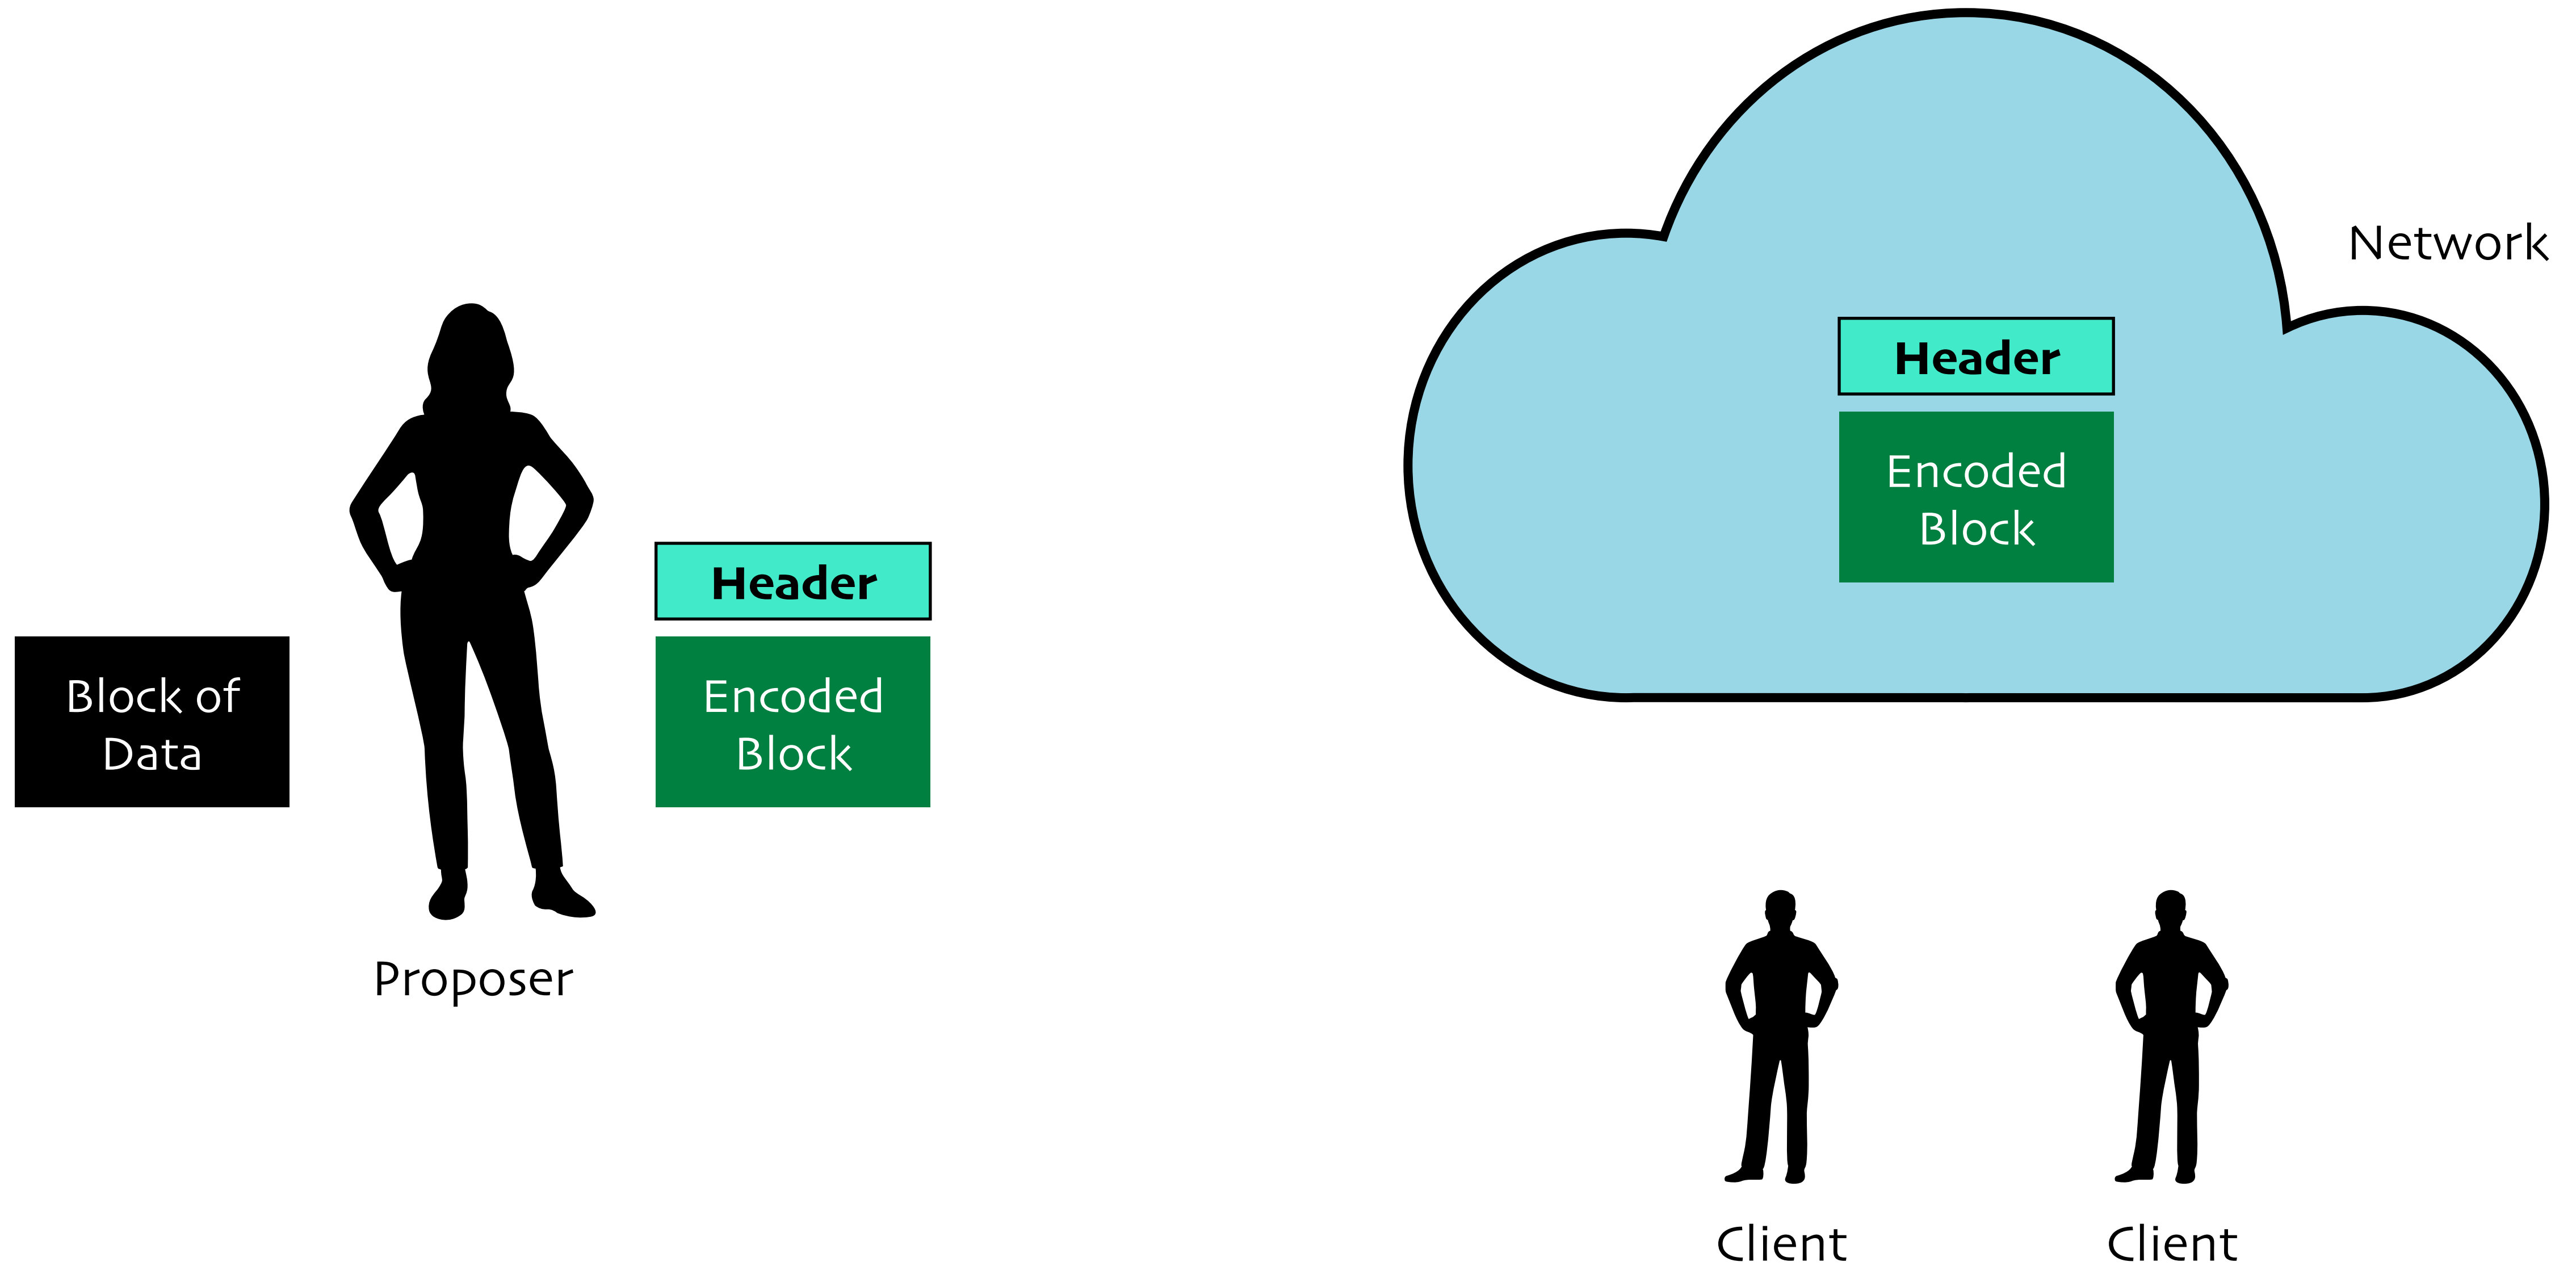 Block of
Data
Proposer
Header
Encoded
Block
Network
Header
Encoded
Block
Client
Client